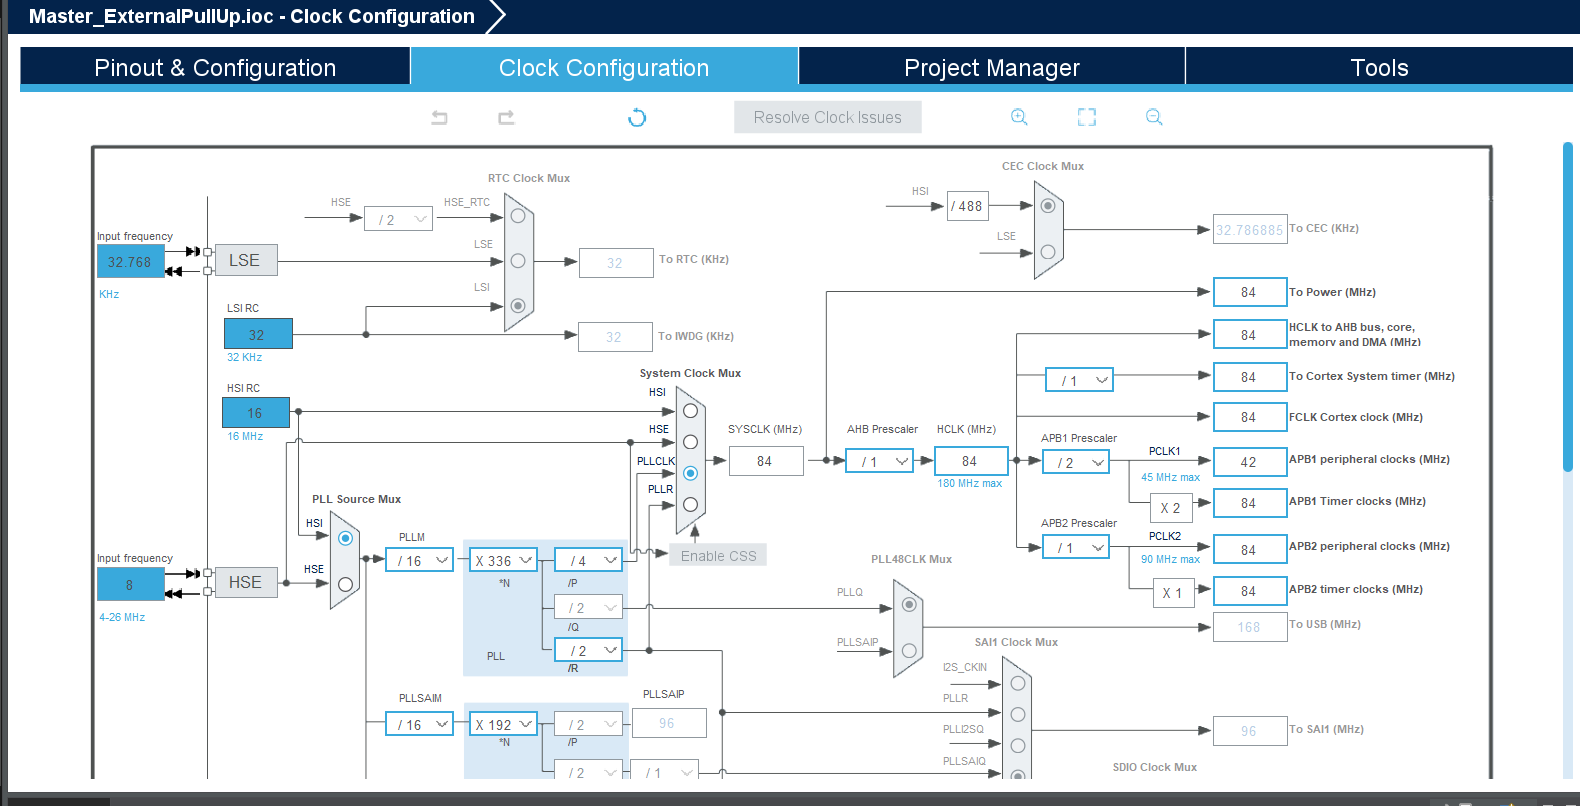 Master_ExternalPullUp.ioc - Clock Configuration
Pinout & Configuration
Clock Configuration
Project Manager
Tools
Resolve Clock Issues
RTC Clock Mux
CEC Clock Mux
HSE
/ 2
HSE_RTC
HSI
/ 488
LSE
32.786885
To CEC (KHz)
Input frequency
32.768
KHz
LSE
LSE
32
To RTC (KHz)
LSI
84
To Power (MHz)
LSI RC
32
32 KHz
32
To IWDG (KHz)
84
HCLK to AHB bus, core,
memory and DMA (MHz)
System Clock Mux
/ 1
84
To Cortex System timer (MHz)
HSI RC
16
16 MHz
HSI
84
FCLK Cortex clock (MHz)
HSE
SYSCLK (MHz)
AHB Prescaler
HCLK (MHz)
APB1 Prescaler
PLLCLK
84
/ 1
84
180 MHz max
/ 2
PCLK1
45 MHz max
42
APB1 peripheral clocks (MHz)
PLLR
X 2
84
APB1 Timer clocks (MHz)
PLL Source Mux
HSI
APB2 Prescaler
PLLM
/ 16
X 336
*N
/ 4
/P
Enable CSS
/ 1
PCLK2
90 MHz max
84
APB2 peripheral clocks (MHz)
Input frequency
8
4-26 MHz
HSE
HSE
PLL48CLK Mux
PLLQ
X 1
84
APB2 timer clocks (MHz)
/ 2
/Q
168
To USB (MHz)
PLLSAIP
SAI1 Clock Mux
PLL
/ 2
/R
I2S_CKIN
PLLSAIM
PLLSAIP
PLLR
/ 16
X 192
*N
/ 2
/P
96
PLLI2SQ
96
To SAI1 (MHz)
PLLSAIQ
/ 2
/ 1
SDIO Clock Mux